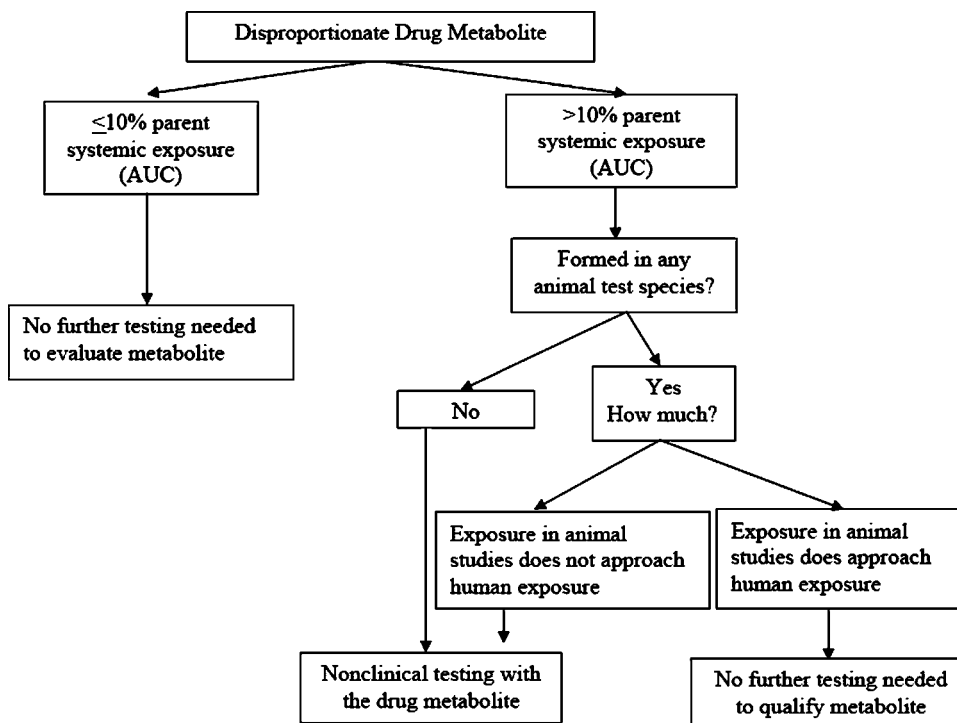 Disproportionate Drug Metabolite
≤10% parent
systemic exposure
(AUC)
>10% parent
systemic exposure
(AUC)
Formed in any
animal test species?
No further testing needed
to evaluate metabolite
No
Yes
How much?
Exposure in animal
studies does not approach
human exposure
Exposure in animal
studies does approach
human exposure
Nonclinical testing with
the drug metabolite
No further testing needed
to qualify metabolite